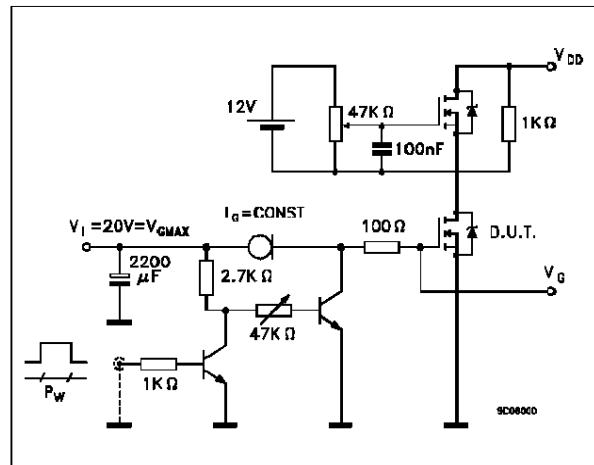 V_DD
12V
47KΩ
1KΩ
100nF
V_I =20V=V_GMAX
I_G=CONST
100Ω
D.U.T.
2200
μF
2.7KΩ
V_G
47KΩ
1KΩ
P_W